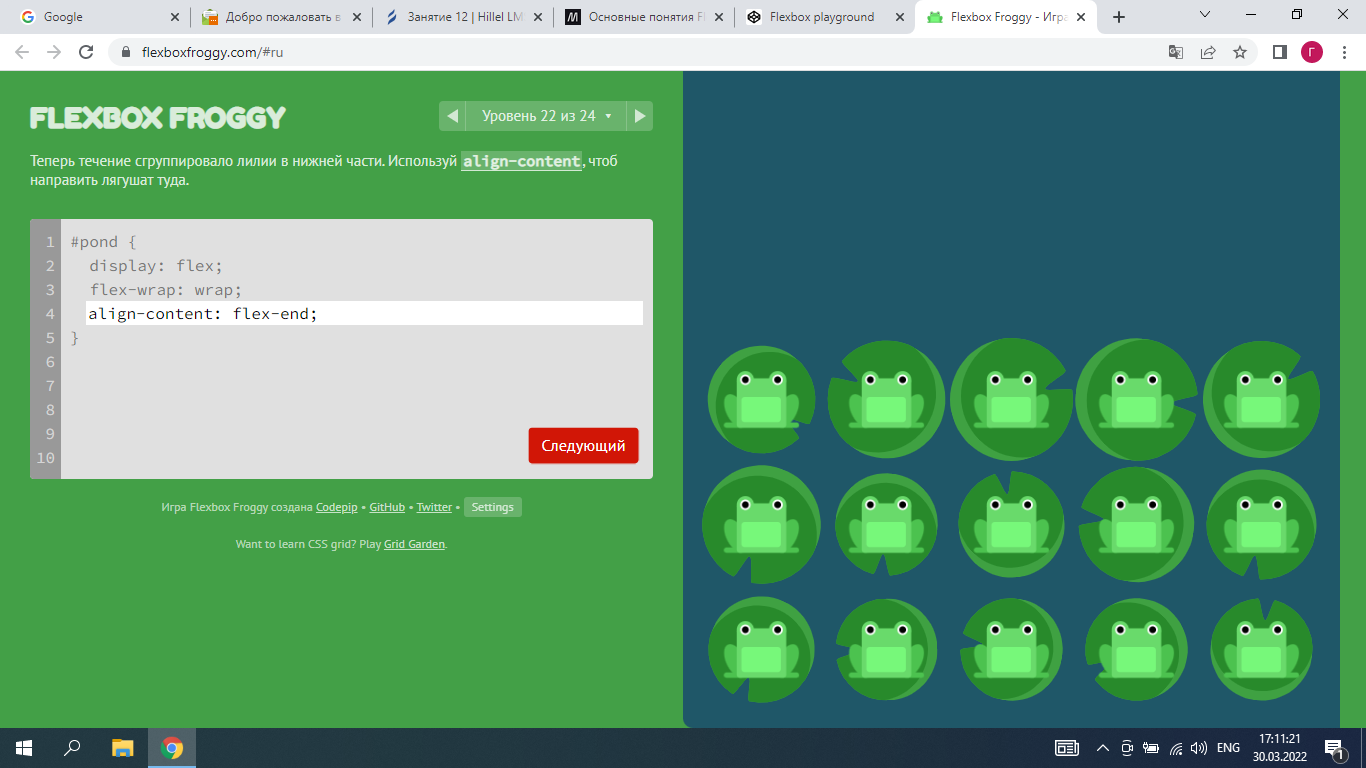 Google
Добро пожаловать в
Занятие 12 | Hillel LM
Основные понятия Fl
Flexbox playground
Flexbox Froggy - Игра
flexboxfroggy.com/#ru
Г
FLEXBOX FROGGY
Уровень 22 из 24
Теперь течение сгруппировало лилии в нижней части. Используй align-content, чтоб
направить лягушат туда.
1 #pond {
2 display: flex;
3 flex-wrap: wrap;
4 align-content: flex-end;
5 }
6
7
8
9
10
Следующий
Игра Flexbox Froggy создана Codepip • GitHub • Twitter • Settings
Want to learn CSS grid? Play Grid Garden.
ENG
17:11:21
30.03.2022
1